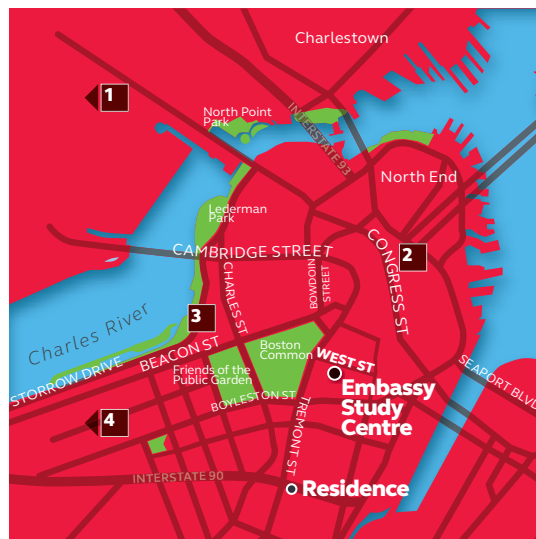 Charlestown
1
North Point
Park
INTERSTATE 93
North End
Lederman
Park
CAMBRIDGE STREET
CONGRESS ST
2
BOWDOIN
STREET
CHARLES ST
3
Charles River
BEACON ST
STORROW DRIVE
Boston
Common
WEST ST
SEAPORT BLVD
Friends of the
Public Garden
Embassy
Study
Centre
BOYLESTON ST
TREMONT ST
4
INTERSTATE 90
Residence